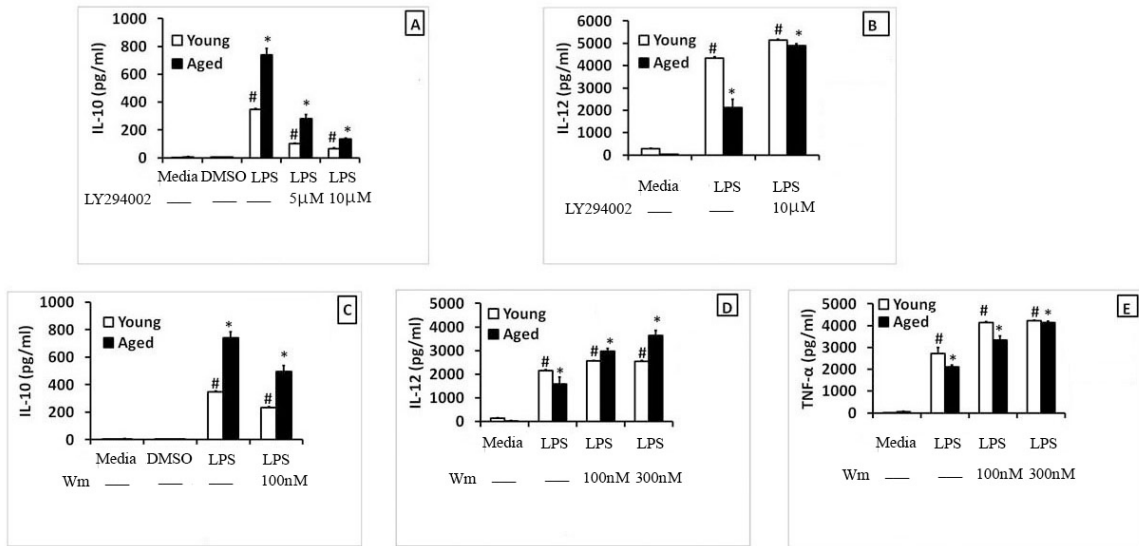 A
1000
800
600
400
200
0
IL-10 (pg/ml)
Young
Aged
# * # * # *
Media DMSO LPS LPS LPS
LY294002 — — — 5μM 10μM
B
6000
5000
4000
3000
2000
1000
0
IL-12 (pg/ml)
Young
Aged
# * # *
Media LPS LPS
LY294002 — — 10μM
C
1000
800
600
400
200
0
IL-10 (pg/ml)
Young
Aged
# * # *
Media DMSO LPS LPS
Wm — — — 100nM
D
5000
4000
3000
2000
1000
0
IL-12 (pg/ml)
Young
Aged
# * # * # *
Media LPS LPS LPS
Wm — — 100nM 300nM
E
5000
4000
3000
2000
1000
0
TNF-α (pg/ml)
Young
Aged
# * # * # *
Media LPS LPS LPS
Wm — — 100nM 300nM